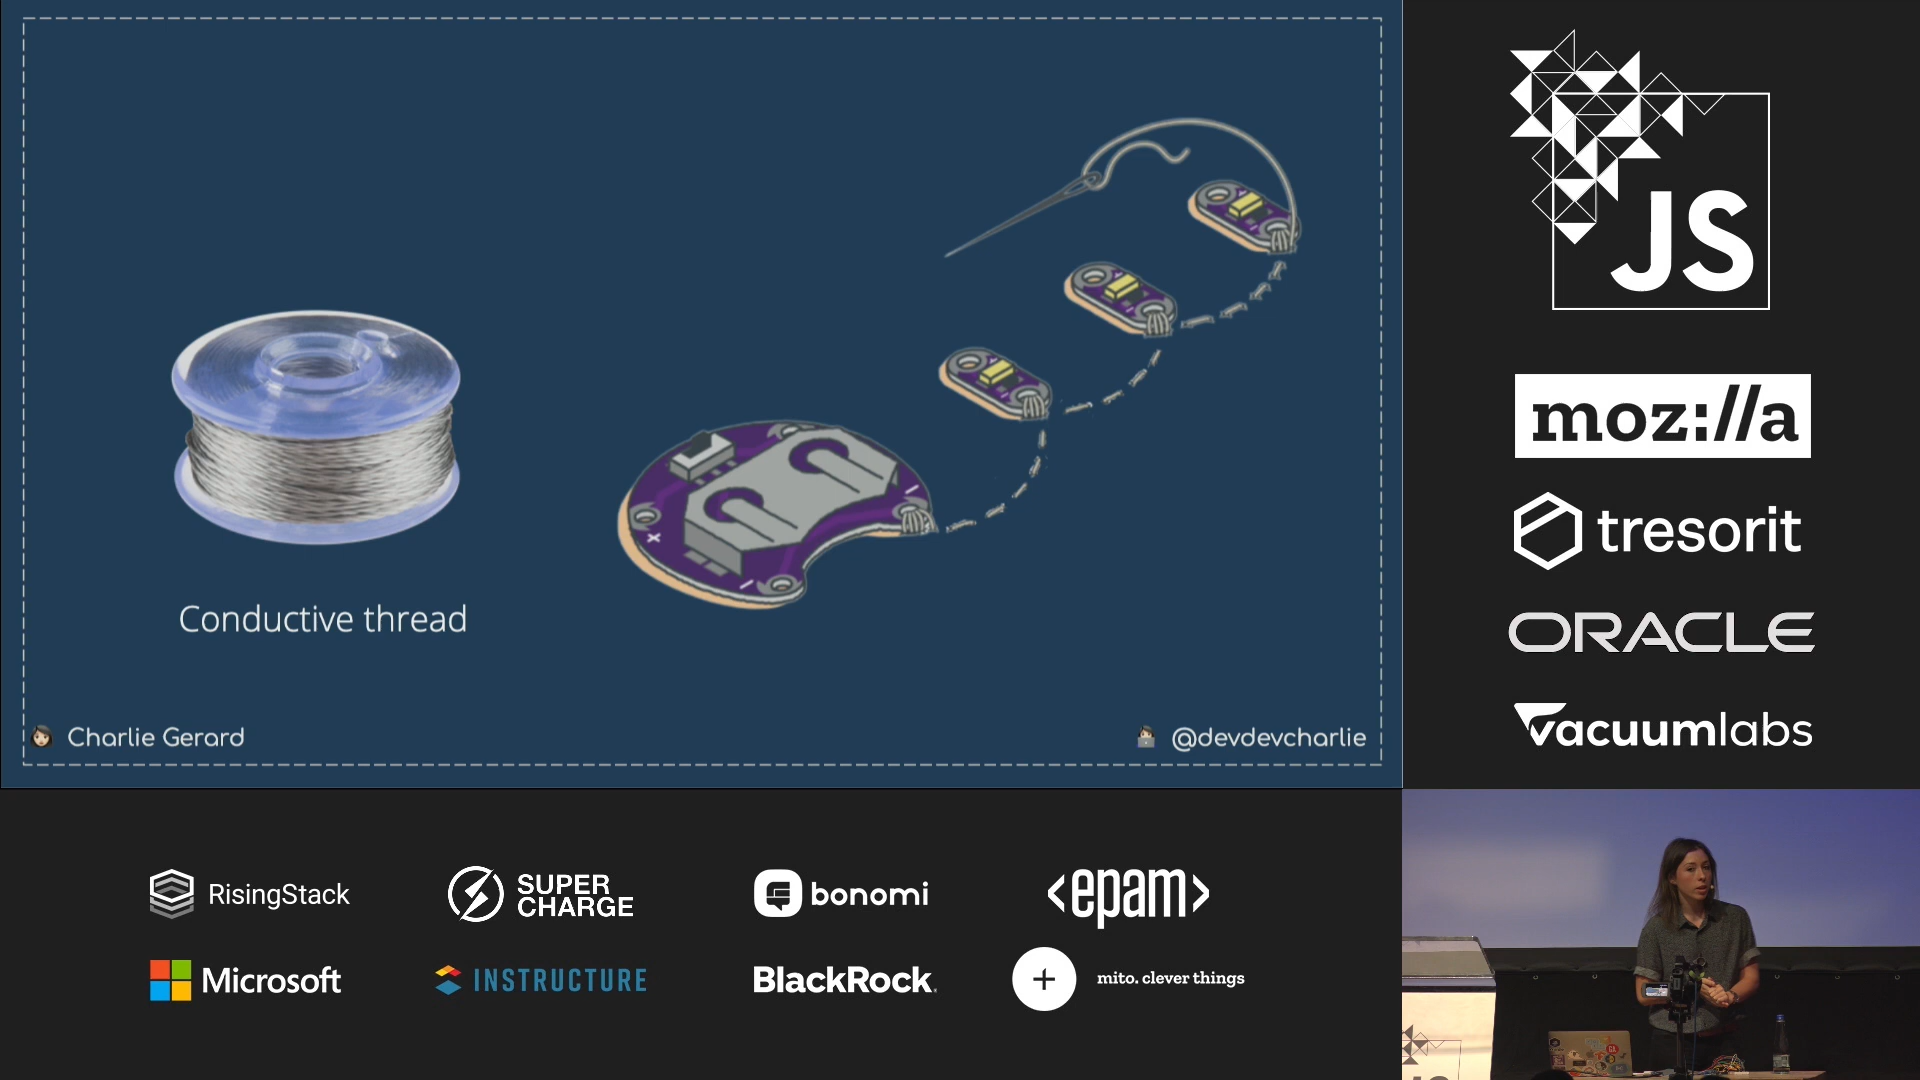 Conductive thread
Charlie Gerard
@devdevcharlie
JS
moz://a
tresorit
ORACLE
vacuumlabs
RisingStack
SUPER
CHARGE
bonomi
<epam>
Microsoft
INSTRUCTURE
BlackRock.
mito. clever things